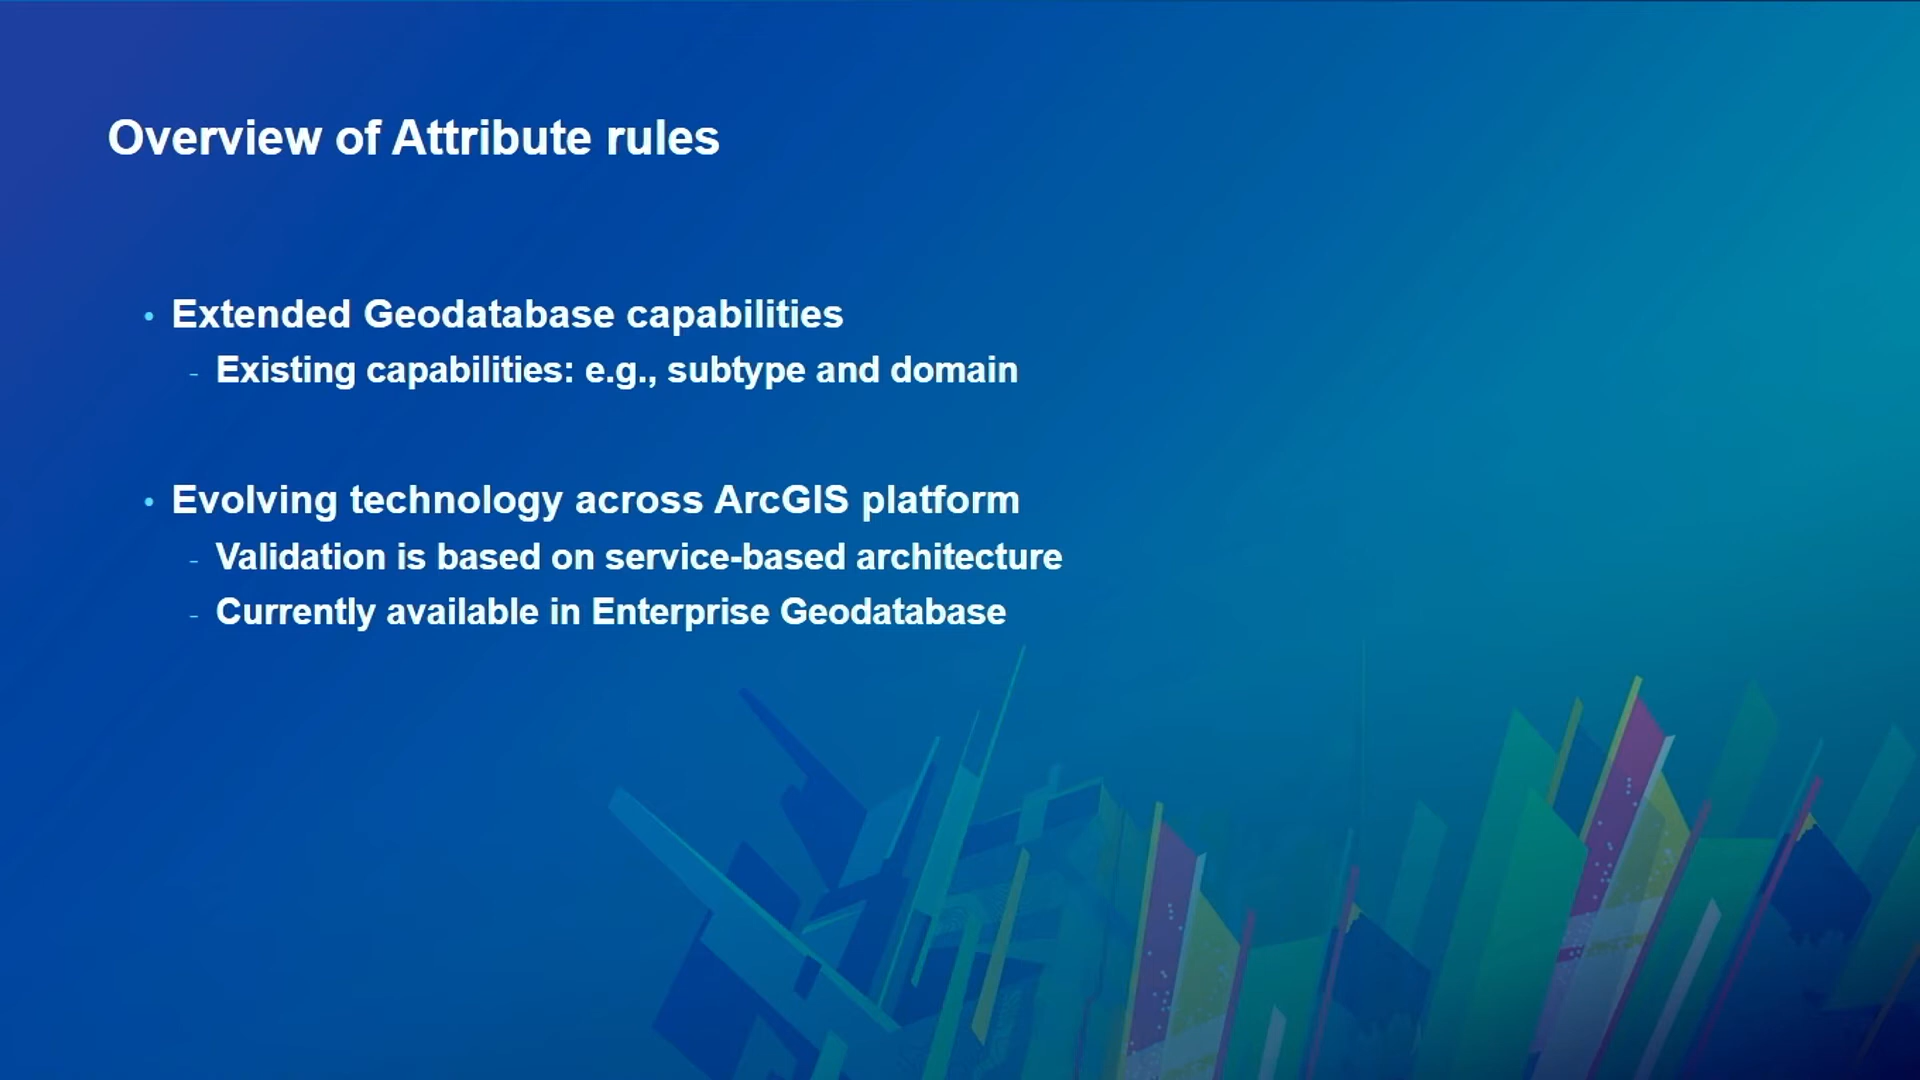 Overview of Attribute rules
• Extended Geodatabase capabilities
- Existing capabilities: e.g., subtype and domain
• Evolving technology across ArcGIS platform
- Validation is based on service-based architecture
- Currently available in Enterprise Geodatabase